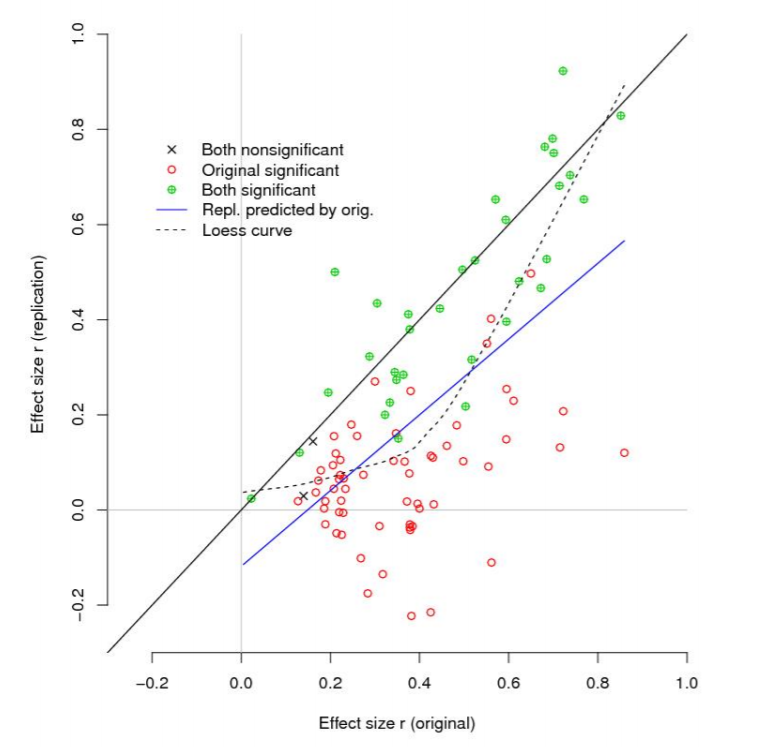 1.0
0.8
0.6
0.4
0.2
0.0
−0.2
Effect size r (replication)
Both nonsignificant
Original significant
Both significant
Repl. predicted by orig.
Loess curve
−0.2 0.0 0.2 0.4 0.6 0.8 1.0
Effect size r (original)